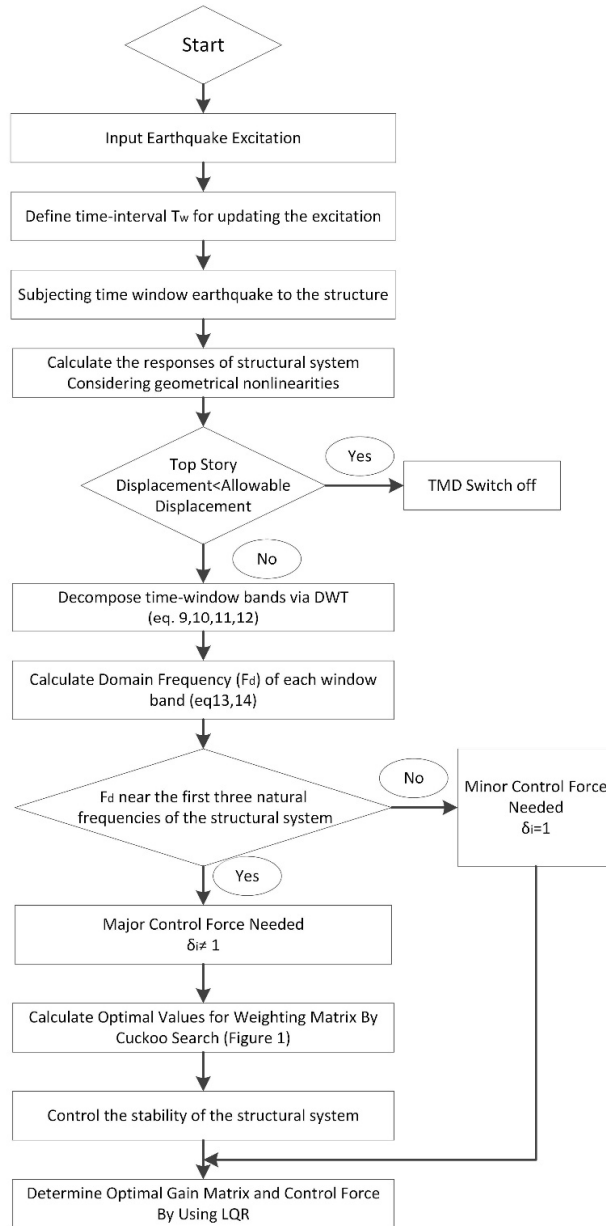 Start
Input Earthquake Excitation
Define time-interval Tw for updating the excitation
Subjecting time window earthquake to the structure
Calculate the responses of structural system
Considering geometrical nonlinearities
Top Story
Displacement<Allowable
Displacement
Yes
TMD Switch off
No
Decompose time-window bands via DWT
(eq. 9,10,11,12)
Calculate Domain Frequency (Fd) of each window
band (eq13,14)
Fd near the first three natural
frequencies of the structural system
No
Minor Control Force
Needed
δi=1
Yes
Major Control Force Needed
δi≠ 1
Calculate Optimal Values for Weighting Matrix By
Cuckoo Search (Figure 1)
Control the stability of the structural system
Determine Optimal Gain Matrix and Control Force
By Using LQR